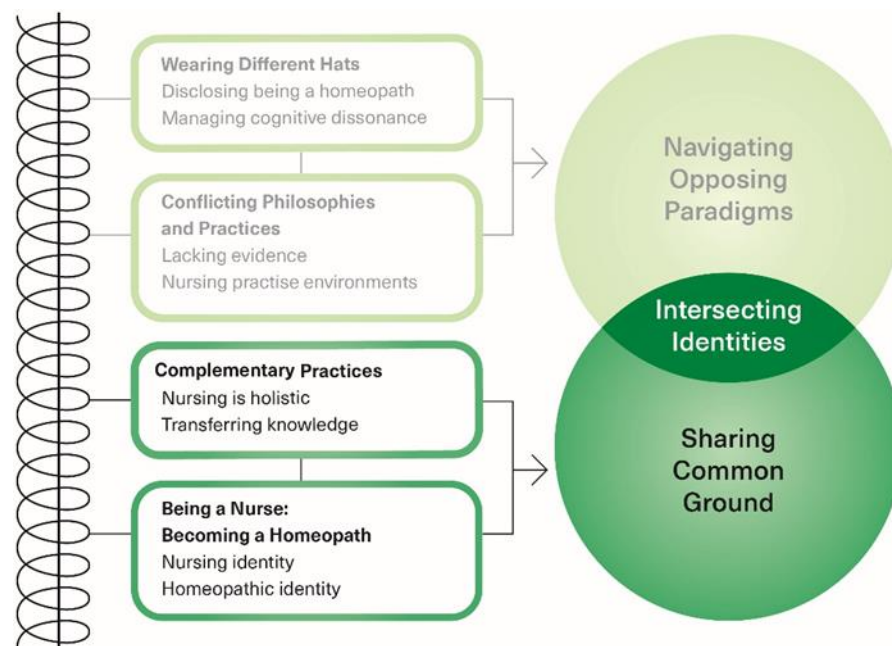 Wearing Different Hats
Disclosing being a homeopath
Managing cognitive dissonance
Conflicting Philosophies
and Practices
Lacking evidence
Nursing practise environments
Complementary Practices
Nursing is holistic
Transferring knowledge
Being a Nurse:
Becoming a Homeopath
Nursing identity
Homeopathic identity
Navigating
Opposing
Paradigms
Intersecting
Identities
Sharing
Common
Ground